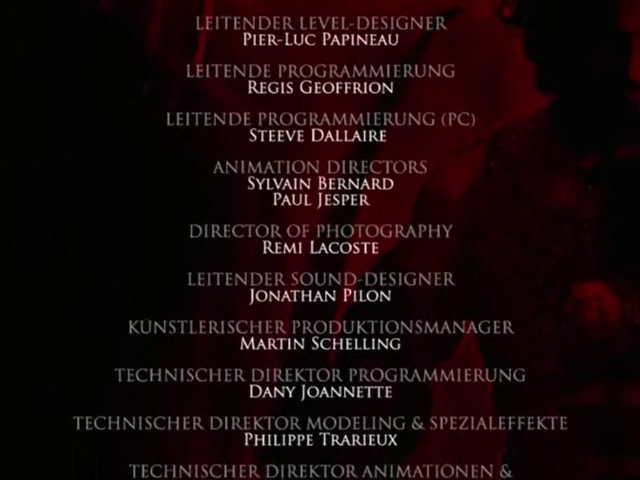 LEITENDER LEVEL-DESIGNER
PIER-LUC PAPINEAU
LEITENDE PROGRAMMIERUNG
REGIS GEOFFRION
LEITENDE PROGRAMMIERUNG (PC)
STEEVE DALLAIRE
ANIMATION DIRECTORS
SYLVAIN BERNARD
PAUL JESPER
DIRECTOR OF PHOTOGRAPHY
REMI LACOSTE
LEITENDER SOUND-DESIGNER
JONATHAN PILON
KÜNSTLERISCHER PRODUKTIONSMANAGER
MARTIN SCHELLING
TECHNISCHER DIREKTOR PROGRAMMIERUNG
DANY JOANNETTE
TECHNISCHER DIREKTOR MODELING & SPEZIALEFFEKTE
PHILIPPE TRARIEUX
TECHNISCHER DIREKTOR ANIMATIONEN &